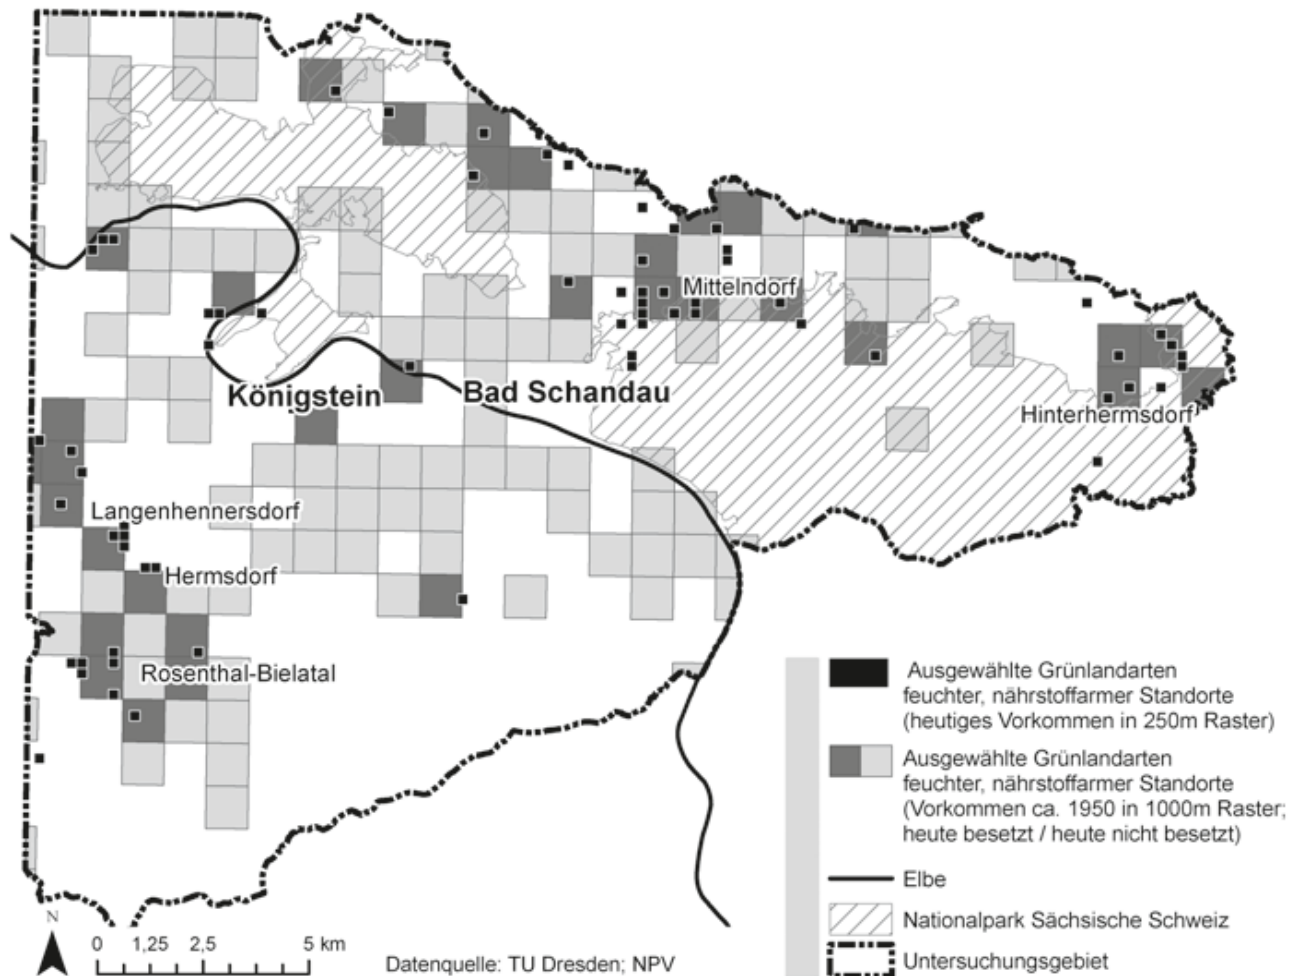 Mittelndorf
Königstein
Bad Schandau
Hinterhermsdorf
Langenhennersdorf
Hermsdorf
Rosenthal-Bielatal
Ausgewählte Grünlandarten
feuchter, nährstoffarmer Standorte
(heutiges Vorkommen in 250m Raster)
Ausgewählte Grünlandarten
feuchter, nährstoffarmer Standorte
(Vorkommen ca. 1950 in 1000m Raster;
heute besetzt / heute nicht besetzt)
Elbe
Nationalpark Sächsische Schweiz
Untersuchungsgebiet
N
0 1,25 2,5 5 km
Datenquelle: TU Dresden; NPV